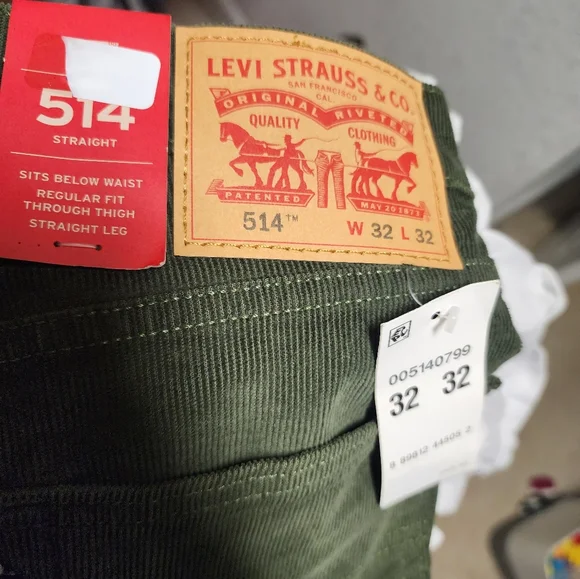 514
STRAIGHT
SITS BELOW WAIST
REGULAR FIT
THROUGH THIGH
STRAIGHT LEG
LEVI STRAUSS & CO.
SAN FRANCISCO
CAL
ORIGINAL RIVETED
QUALITY CLOTHING
PATENTED MAY 20 1873
514™ W 32 L 32
005140799
32 32